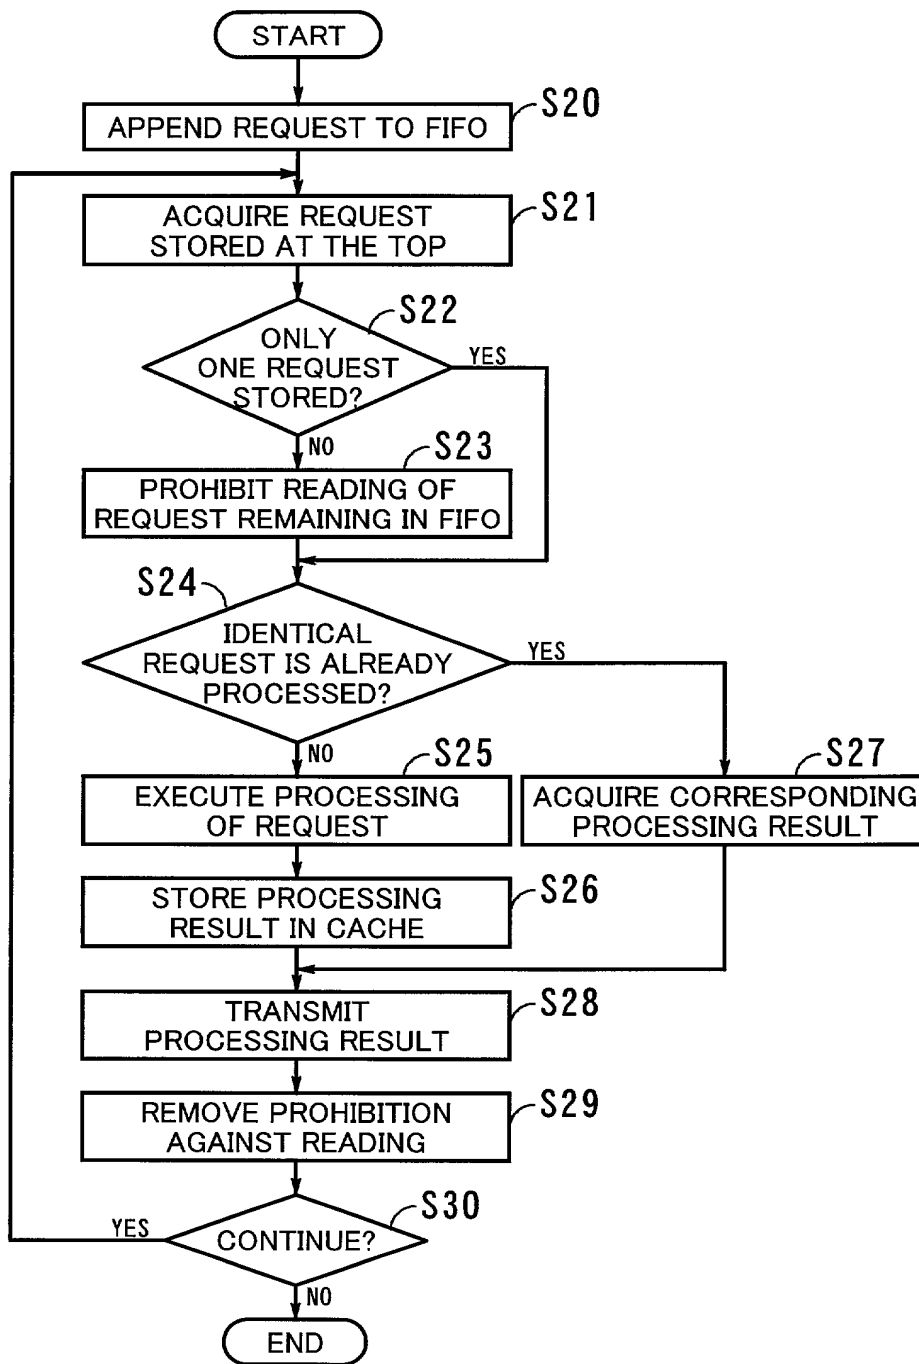 START
S20
APPEND REQUEST TO FIFO
S21
ACQUIRE REQUEST
STORED AT THE TOP
S22
ONLY
ONE REQUEST
STORED?
YES
NO
S23
PROHIBIT READING OF
REQUEST REMAINING IN FIFO
S24
IDENTICAL
REQUEST IS ALREADY
PROCESSED?
YES
NO
S25
EXECUTE PROCESSING
OF REQUEST
S27
ACQUIRE CORRESPONDING
PROCESSING RESULT
S26
STORE PROCESSING
RESULT IN CACHE
S28
TRANSMIT
PROCESSING RESULT
S29
REMOVE PROHIBITION
AGAINST READING
S30
YES
CONTINUE?
NO
END